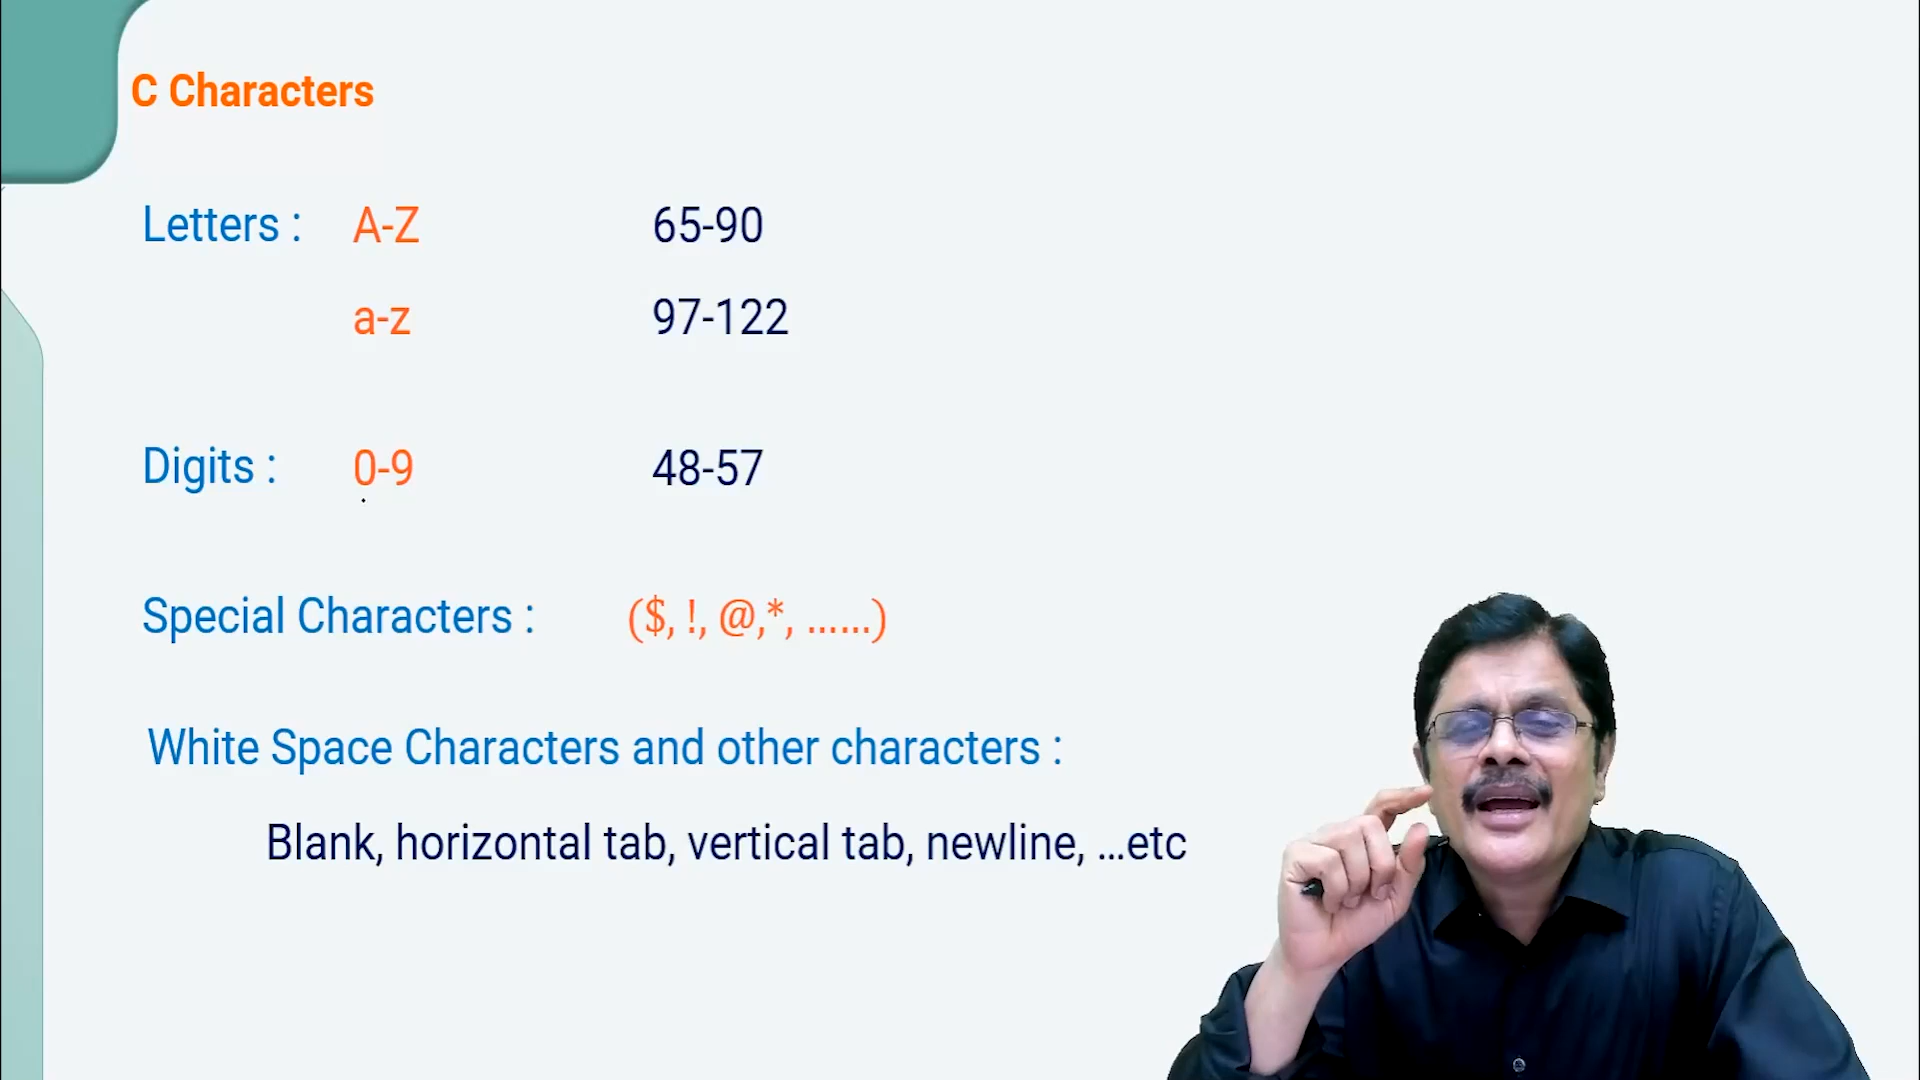 C Characters
Letters : A-Z 65-90
a-z 97-122
Digits : 0-9 48-57
Special Characters : ($, !, @,*, ......)
White Space Characters and other characters :
Blank, horizontal tab, vertical tab, newline, ...etc